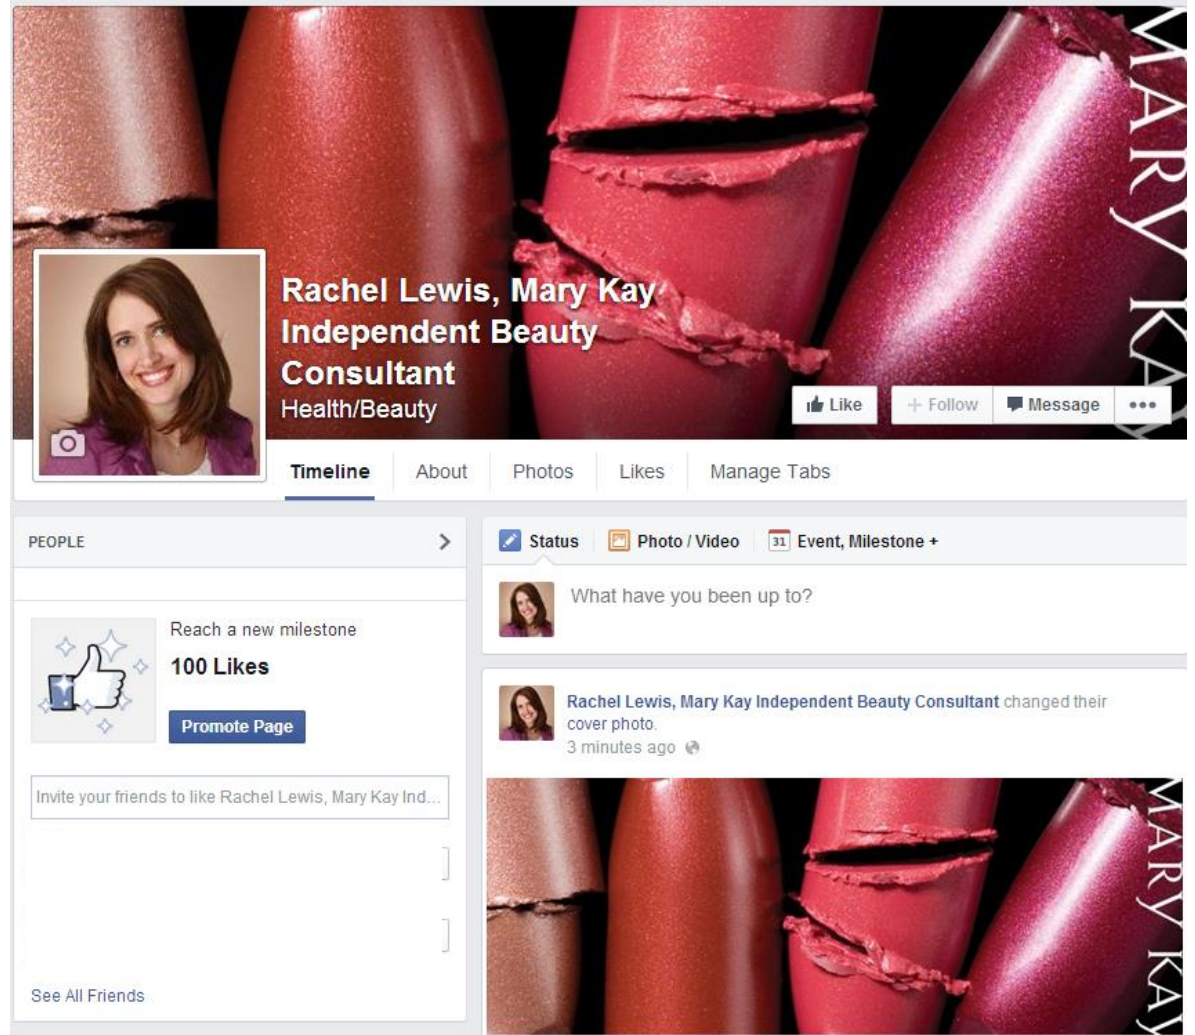 MARY KAY
Rachel Lewis, Mary Kay
Independent Beauty
Consultant
Health/Beauty
Like
+ Follow
Message
Timeline
About
Photos
Likes
Manage Tabs
PEOPLE
Reach a new milestone
100 Likes
Promote Page
Invite your friends to like Rachel Lewis, Mary Kay Ind...
See All Friends
Status
Photo / Video
31
Event, Milestone +
What have you been up to?
Rachel Lewis, Mary Kay Independent Beauty Consultant changed their
cover photo.
3 minutes ago
MARY KAY